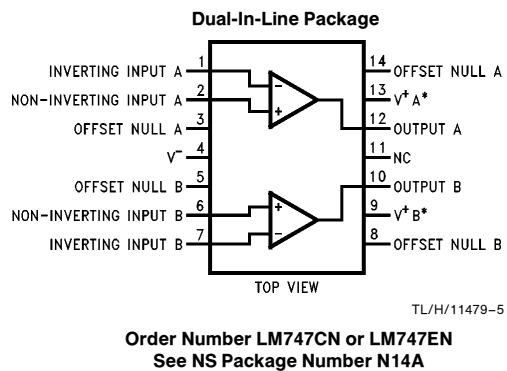 Dual-In-Line Package
INVERTING INPUT A 1
NON-INVERTING INPUT A 2
OFFSET NULL A 3
V⁻ 4
OFFSET NULL B 5
NON-INVERTING INPUT B 6
INVERTING INPUT B 7
14 OFFSET NULL A
13 V⁺ A*
12 OUTPUT A
11 NC
10 OUTPUT B
9 V⁺ B*
8 OFFSET NULL B
-
+
+
-
TOP VIEW
TL/H/11479-5
Order Number LM747CN or LM747EN
See NS Package Number N14A